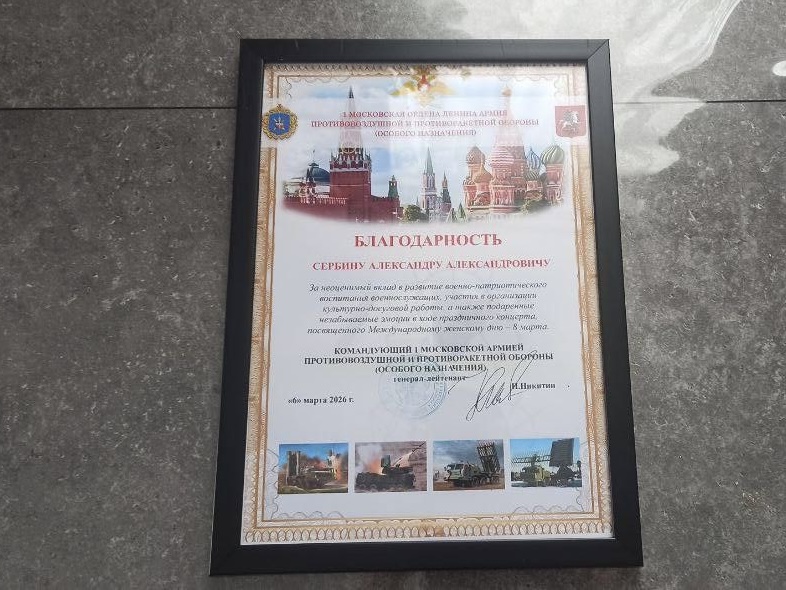 1 МОСКОВСКАЯ ОРДЕНА ЛЕНИНА АРМИЯ
ПРОТИВОВОЗДУШНОЙ И ПРОТИВОРАКЕТНОЙ ОБОРОНЫ
(ОСОБОГО НАЗНАЧЕНИЯ)
БЛАГОДАРНОСТЬ
СЕРБИНУ АЛЕКСАНДРУ АЛЕКСАНДРОВИЧУ
За неоценимый вклад в развитие военно-патриотического
воспитания военнослужащих, участия в организации
культурно-досуговой работы, а также подаренные
незабываемые эмоции в ходе праздничного концерта,
посвященного Международному женскому дню – 8 марта.
КОМАНДУЮЩИЙ 1 МОСКОВСКОЙ АРМИЕЙ
ПРОТИВОВОЗДУШНОЙ И ПРОТИВОРАКЕТНОЙ ОБОРОНЫ
(ОСОБОГО НАЗНАЧЕНИЯ)
генерал-лейтенант
И.Никитин
«6» марта 2026 г.